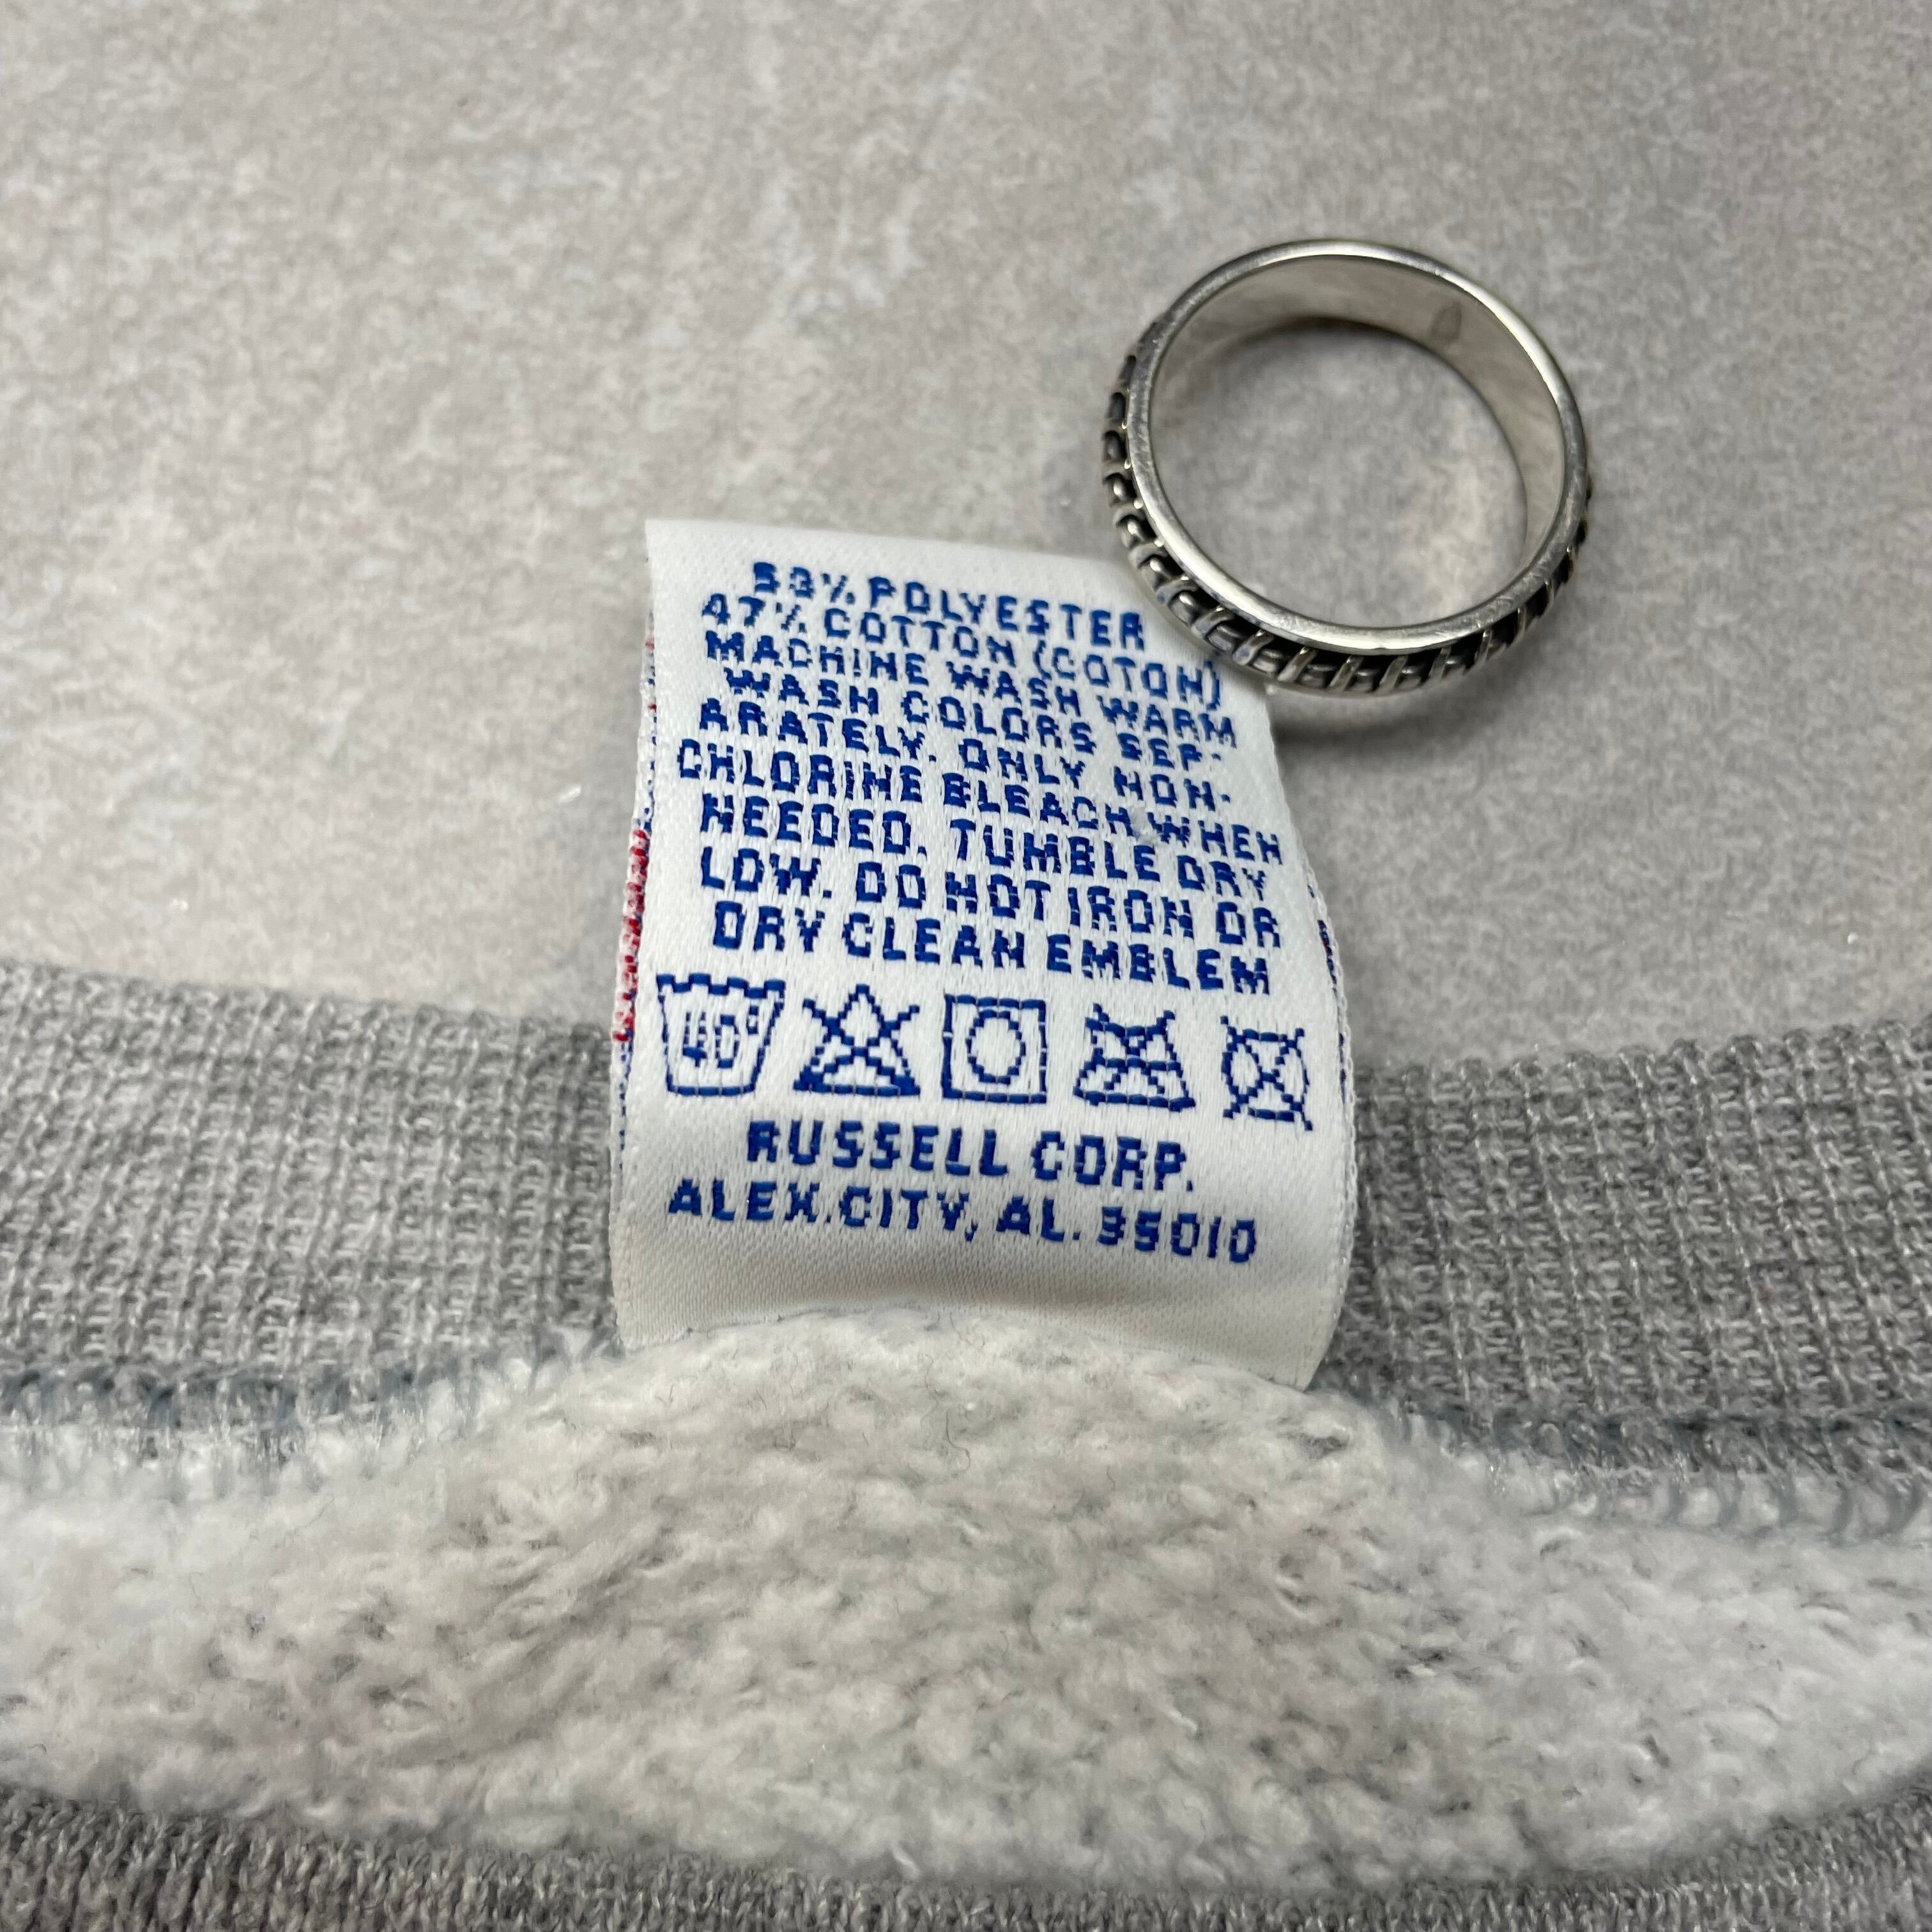 53% POLYESTER
47% COTTON (COTON)
MACHINE WASH WARM
WASH COLORS SEP-
ARATELY. ONLY NON-
CHLORINE BLEACH WHEN
NEEDED. TUMBLE DRY
LOW. DO NOT IRON OR
DRY CLEAN EMBLEM
40°
RUSSELL CORP.
ALEX.CITY, AL. 35010